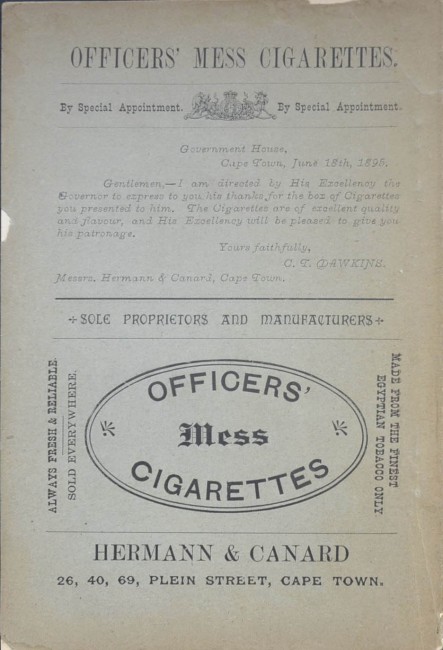 OFFICERS' MESS CIGARETTES.
By Special Appointment. By Special Appointment.
Government House,
Cape Town, June 18th, 1895.
Gentlemen,—I am directed by His Excellency the
Governor to express to you his thanks for the box of Cigarettes
you presented to him. The Cigarettes are of excellent quality
and flavour, and His Excellency will be pleased to give you
his patronage.
Yours faithfully,
C. T. DAWKINS.
Messrs. Hermann & Canard, Cape Town.
SOLE PROPRIETORS AND MANUFACTURERS
ALWAYS FRESH & RELIABLE
SOLD EVERYWHERE.
OFFICERS'
Mess
CIGARETTES
MADE FROM THE FINEST
EGYPTIAN TOBACCO ONLY
HERMANN & CANARD
26, 40, 69, PLEIN STREET, CAPE TOWN.